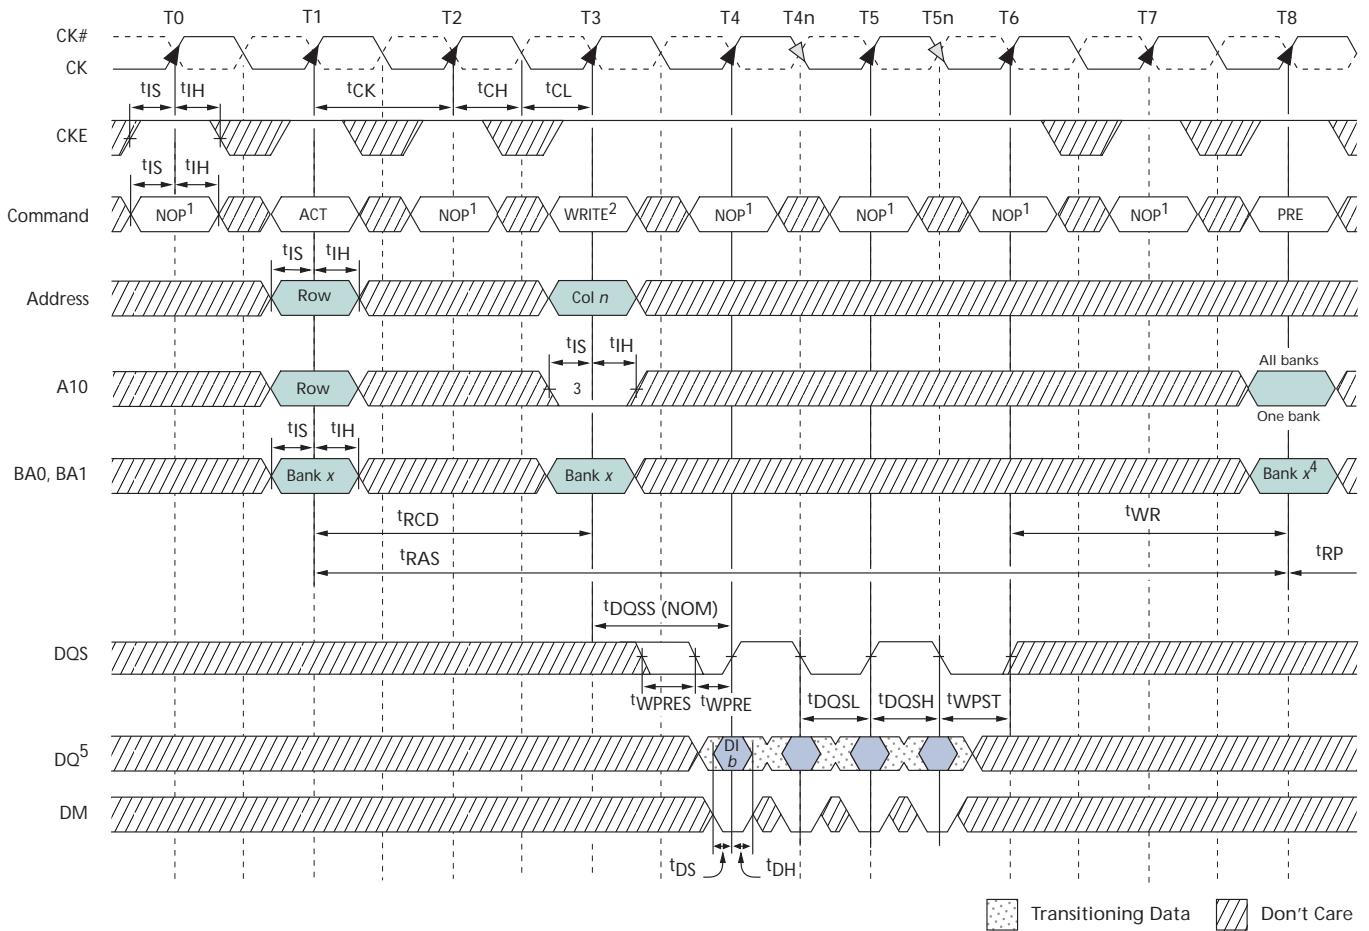 T0 T1 T2 T3 T4 T4n T5 T5n T6 T7 T8
CK#
CK
tIS tIH tCK tCH tCL
CKE
tIS tIH
Command NOP1 ACT NOP1 WRITE2 NOP1 NOP1 NOP1 NOP1 PRE
tIS tIH
Address Row Col n
tIS tIH All banks
A10 Row 3
One bank
tIS tIH
BA0, BA1 Bank x Bank x Bank x4
tRCD tWR
tRAS tRP
tDQSS (NOM)
DQS
tWPRES tWPRE tDQSL tDQSH tWPST
DQ5 DI
b
DM
tDS tDH
Transitioning Data Don't Care